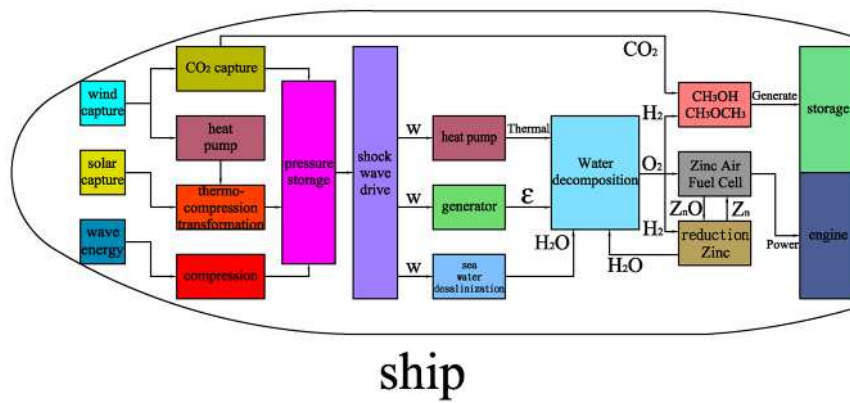 CO₂
CO₂ capture
wind
capture
heat
pump
solar
capture
thermo-
compression
transformation
wave
energy
compression
pressure
storage
shock
wave
drive
W
heat pump
Thermal
W
generator
ε
W
sea
water
desalinization
H₂O
Water
decomposition
H₂
O₂
H₂
H₂O
CH₃OH
CH₃OCH₃
Generate
Zinc Air
Fuel Cell
ZnO
Zn
reduction
Zinc
Power
storage
engine
ship